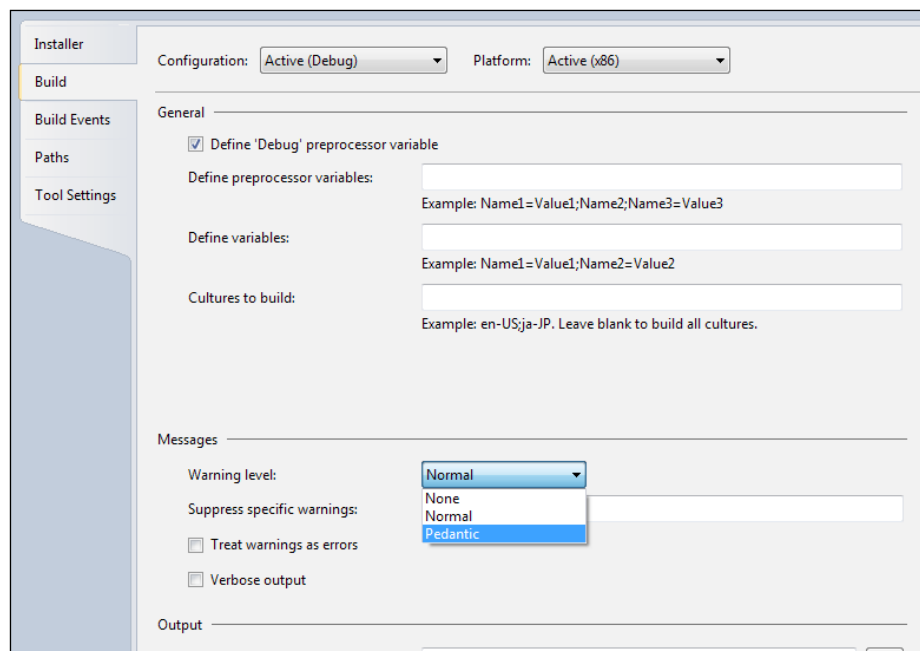 Installer
Build
Build Events
Paths
Tool Settings
Configuration: Active (Debug) Platform: Active (x86)
General
Define 'Debug' preprocessor variable
Define preprocessor variables:
Example: Name1=Value1;Name2;Name3=Value3
Define variables:
Example: Name1=Value1;Name2=Value2
Cultures to build:
Example: en-US;ja-JP. Leave blank to build all cultures.
Messages
Warning level: Normal
None
Suppress specific warnings: Normal
Pedantic
Treat warnings as errors
Verbose output
Output